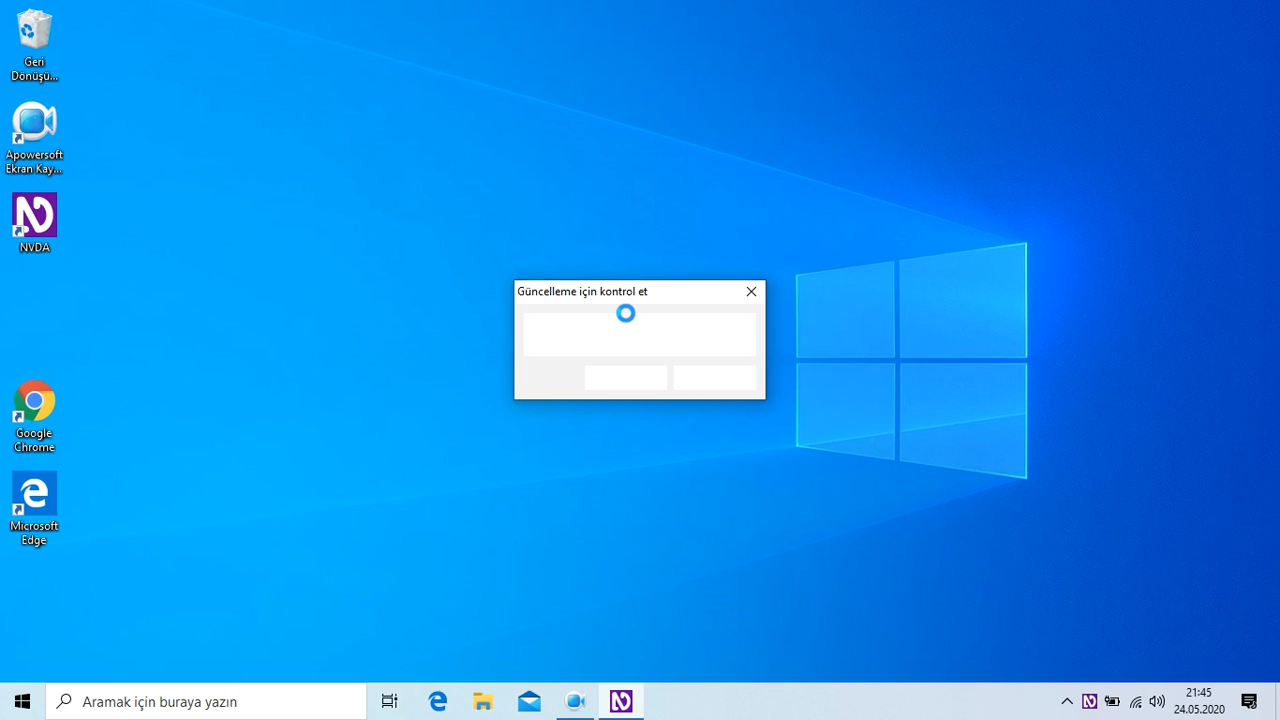 Geri
Dönüşü...
Apowersoft
Ekran Kay...
NVDA
Google
Chrome
Microsoft
Edge
Güncelleme için kontrol et
Aramak için buraya yazın
21:45
24.05.2020